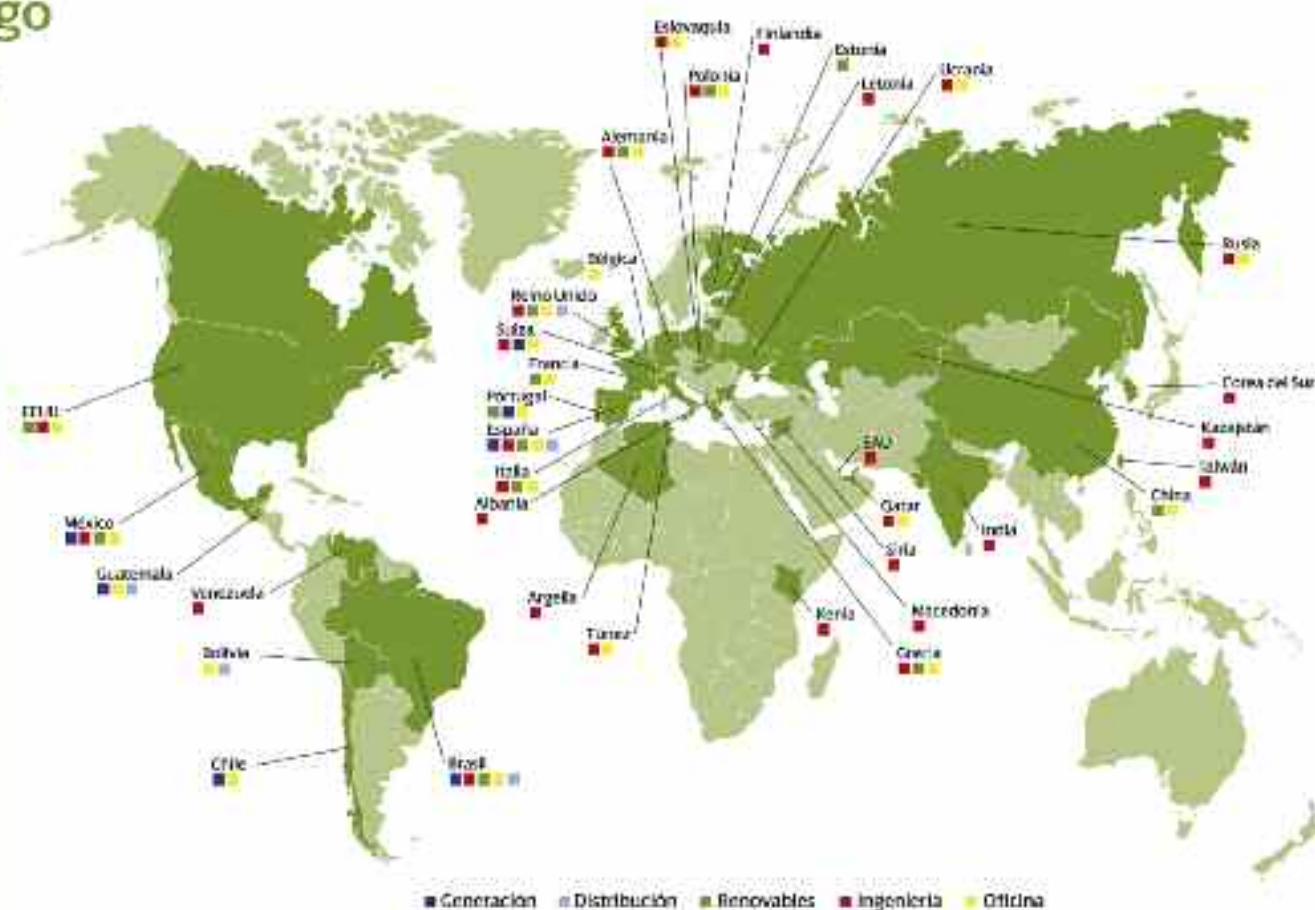 go
Eslovaquia
Finlandia
Estonia
Polonia
Letonia
Ucrania
Alemania
Bélgica
Rusia
Reino Unido
Suiza
Francia
Portugal
España
Italia
Albania
EEUU
Corea del Sur
Kazajstán
Taiwán
EAU
China
Qatar
India
México
Siria
Guatemala
Venezuela
Argelia
Kenia
Macedonia
Túnez
Grecia
Bolivia
Chile
Brasil
Generación Distribución Renovables Ingeniería Oficina